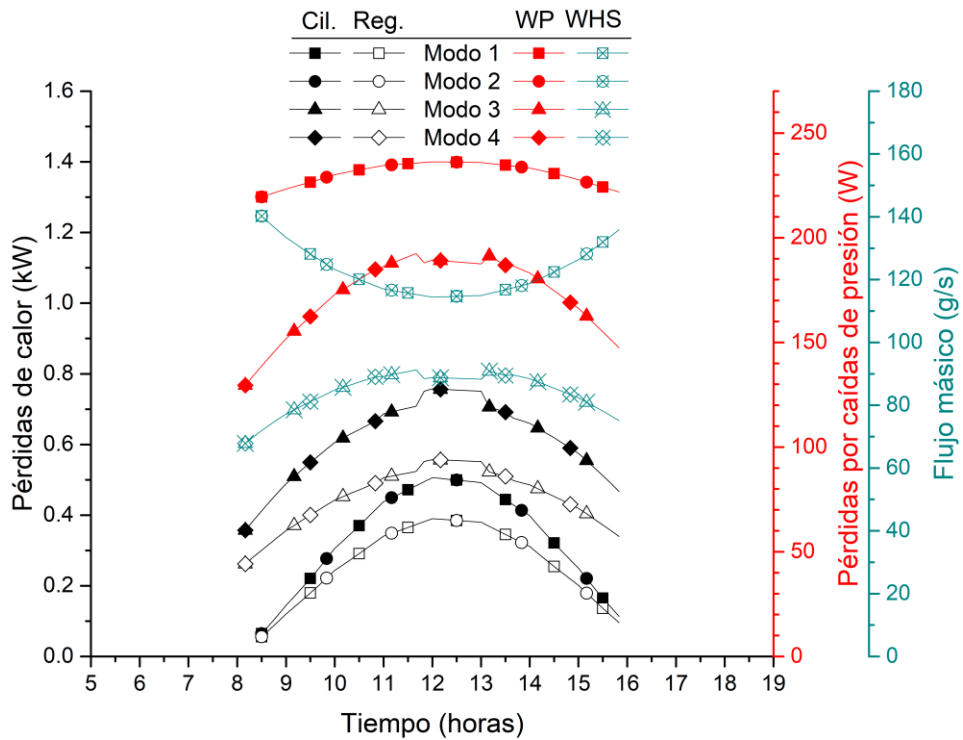 Cil. Reg. WP WHS
Modo 1
Modo 2
Modo 3
Modo 4
Pérdidas de calor (kW)
1.6
1.4
1.2
1.0
0.8
0.6
0.4
0.2
0.0
5 6 7 8 9 10 11 12 13 14 15 16 17 18 19
Tiempo (horas)
250
200
150
100
50
0
Pérdidas por caídas de presión (W)
180
160
140
120
100
80
60
40
20
0
Flujo másico (g/s)